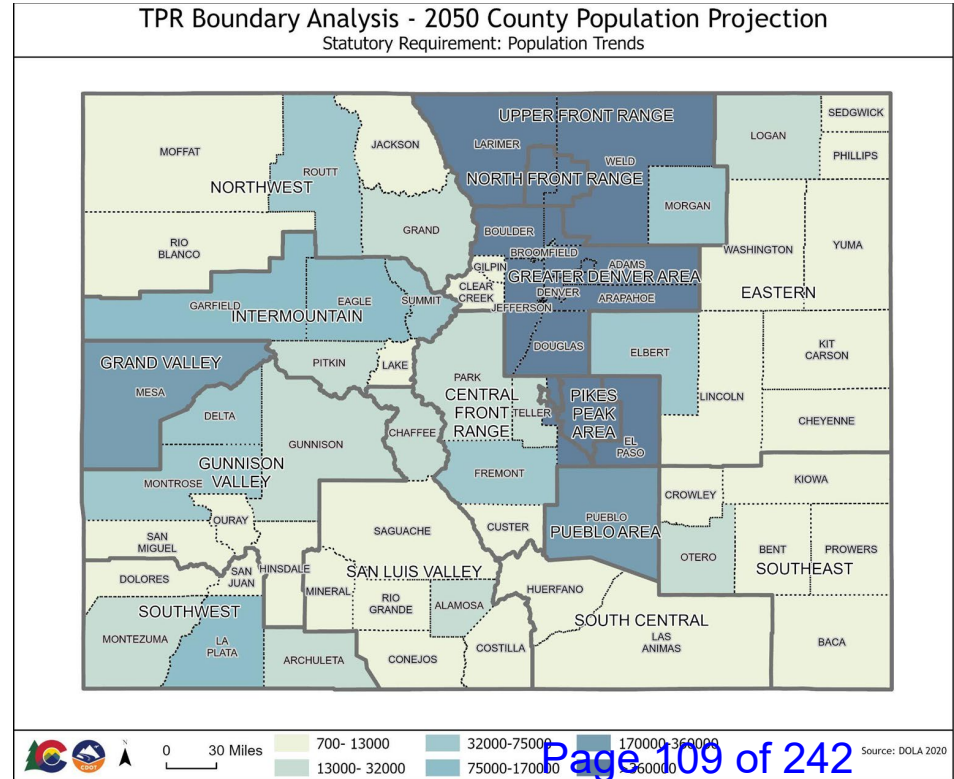 TPR Boundary Analysis - 2050 County Population Projection
Statutory Requirement: Population Trends
UPPER FRONT RANGE
SEDGWICK
LOGAN
LARIMER
JACKSON
MOFFAT
PHILLIPS
WELD
ROUTT
NORTH FRONT RANGE
NORTHWEST
MORGAN
GRAND
BOULDER
RIO
BLANCO
WASHINGTON
YUMA
BROOMFIELD
GILPIN
ADAMS
GREATER DENVER AREA
CLEAR
CREEK
DENVER
EASTERN
ARAPAHOE
JEFFERSON
GARFIELD
EAGLE
SUMMIT
INTERMOUNTAIN
DOUGLAS
ELBERT
KIT
CARSON
GRAND VALLEY
PITKIN
LAKE
PARK
MESA
CENTRAL
FRONT
RANGE
TELLER
PIKES
PEAK
AREA
LINCOLN
DELTA
CHEYENNE
CHAFFEE
GUNNISON
EL
PASO
GUNNISON
VALLEY
FREMONT
MONTROSE
KIOWA
CROWLEY
OURAY
PUEBLO
PUEBLO AREA
CUSTER
SAGUACHE
SAN
MIGUEL
BENT
PROWERS
OTERO
SOUTHEAST
SAN
JUAN
HINSDALE
SAN LUIS VALLEY
DOLORES
MINERAL
HUERFANO
RIO
GRANDE
ALAMOSA
SOUTHWEST
SOUTH CENTRAL
MONTEZUMA
LA
PLATA
LAS
ANIMAS
BACA
COSTILLA
ARCHULETA
CONEJOS
CDOT
N
0 30 Miles
700- 13000
13000- 32000
32000-75000
75000-170000
170000-360000
>360000
Page 109 of 242
Source: DOLA 2020